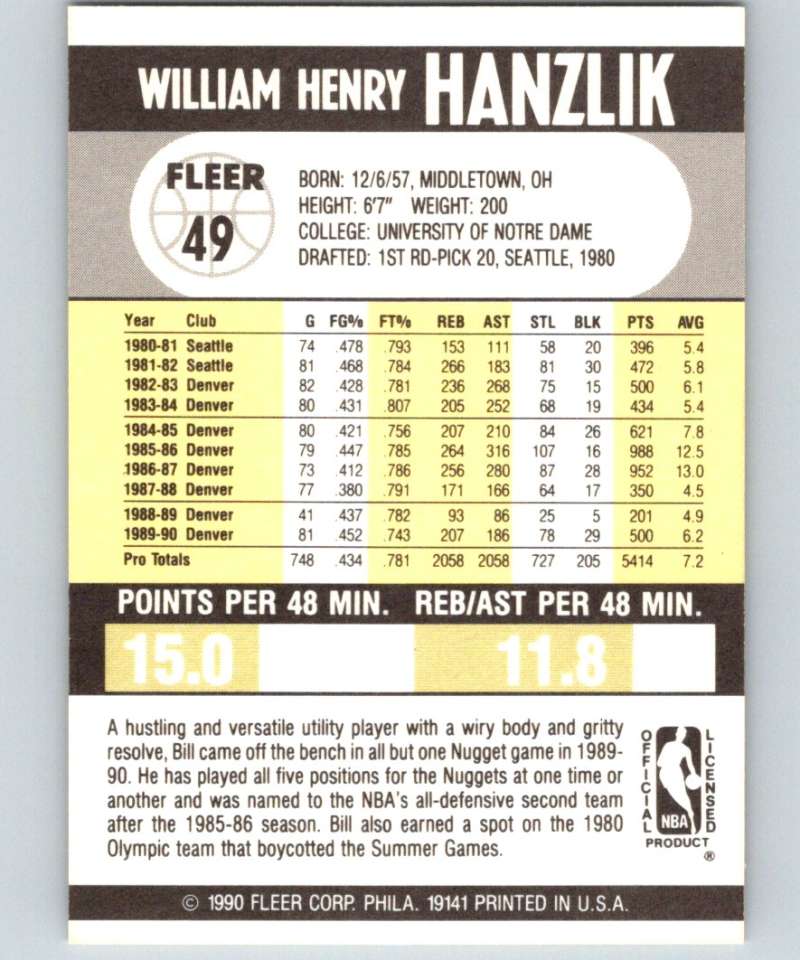 WILLIAM HENRY HANZLIK
FLEER
49
BORN: 12/6/57, MIDDLETOWN, OH
HEIGHT: 6'7" WEIGHT: 200
COLLEGE: UNIVERSITY OF NOTRE DAME
DRAFTED: 1ST RD-PICK 20, SEATTLE, 1980
Year Club G FG% FT% REB AST STL BLK PTS AVG
1980-81 Seattle 74 .478 .793 153 111 58 20 396 5.4
1981-82 Seattle 81 .468 .784 266 183 81 30 472 5.8
1982-83 Denver 82 .428 .781 236 268 75 15 500 6.1
1983-84 Denver 80 .431 .807 205 252 68 19 434 5.4
1984-85 Denver 80 .421 .756 207 210 84 26 621 7.8
1985-86 Denver 79 .447 .785 264 316 107 16 988 12.5
1986-87 Denver 73 .412 .786 256 280 87 28 952 13.0
1987-88 Denver 77 .380 .791 171 166 64 17 350 4.5
1988-89 Denver 41 .437 .782 93 86 25 5 201 4.9
1989-90 Denver 81 .452 .743 207 186 78 29 500 6.2
Pro Totals 748 .434 .781 2058 2058 727 205 5414 7.2
POINTS PER 48 MIN. REB/AST PER 48 MIN.
15.0 11.8
A hustling and versatile utility player with a wiry body and gritty
resolve, Bill came off the bench in all but one Nugget game in 1989-
90. He has played all five positions for the Nuggets at one time or
another and was named to the NBA's all-defensive second team
after the 1985-86 season. Bill also earned a spot on the 1980
Olympic team that boycotted the Summer Games.
OFFICIAL
NBA
LICENSED
PRODUCT
®
© 1990 FLEER CORP. PHILA. 19141 PRINTED IN U.S.A.